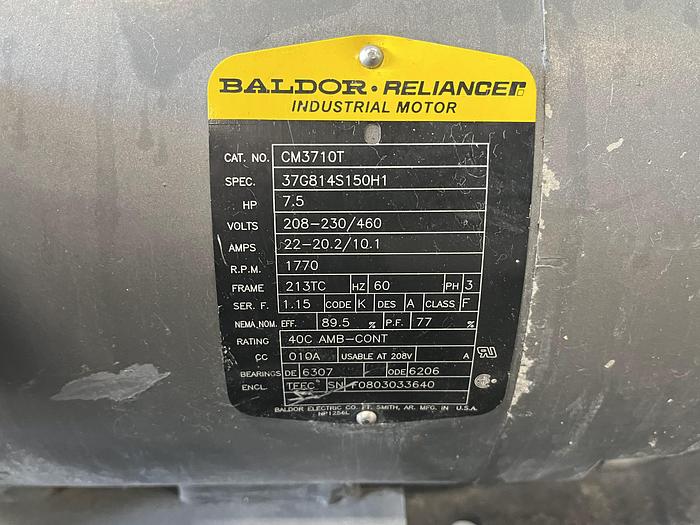 BALDOR • RELIANCE
INDUSTRIAL MOTOR
CAT. NO. CM3710T
SPEC. 37G814S150H1
HP 7.5
VOLTS 208-230/460
AMPS 22-20.2/10.1
R.P.M. 1770
FRAME 213TC HZ 60 PH 3
SER. F. 1.15 CODE K DES A CLASS F
NEMA.NOM. EFF. 89.5 % P.F. 77 %
RATING 40C AMB-CONT
CC 010A USABLE AT 208V A
BEARINGS DE 6307 ODE 6206
ENCL. SN F0803033640
BALDOR ELECTRIC CO. FT. SMITH, AR. MFG. IN U.S.A.
NP1256L